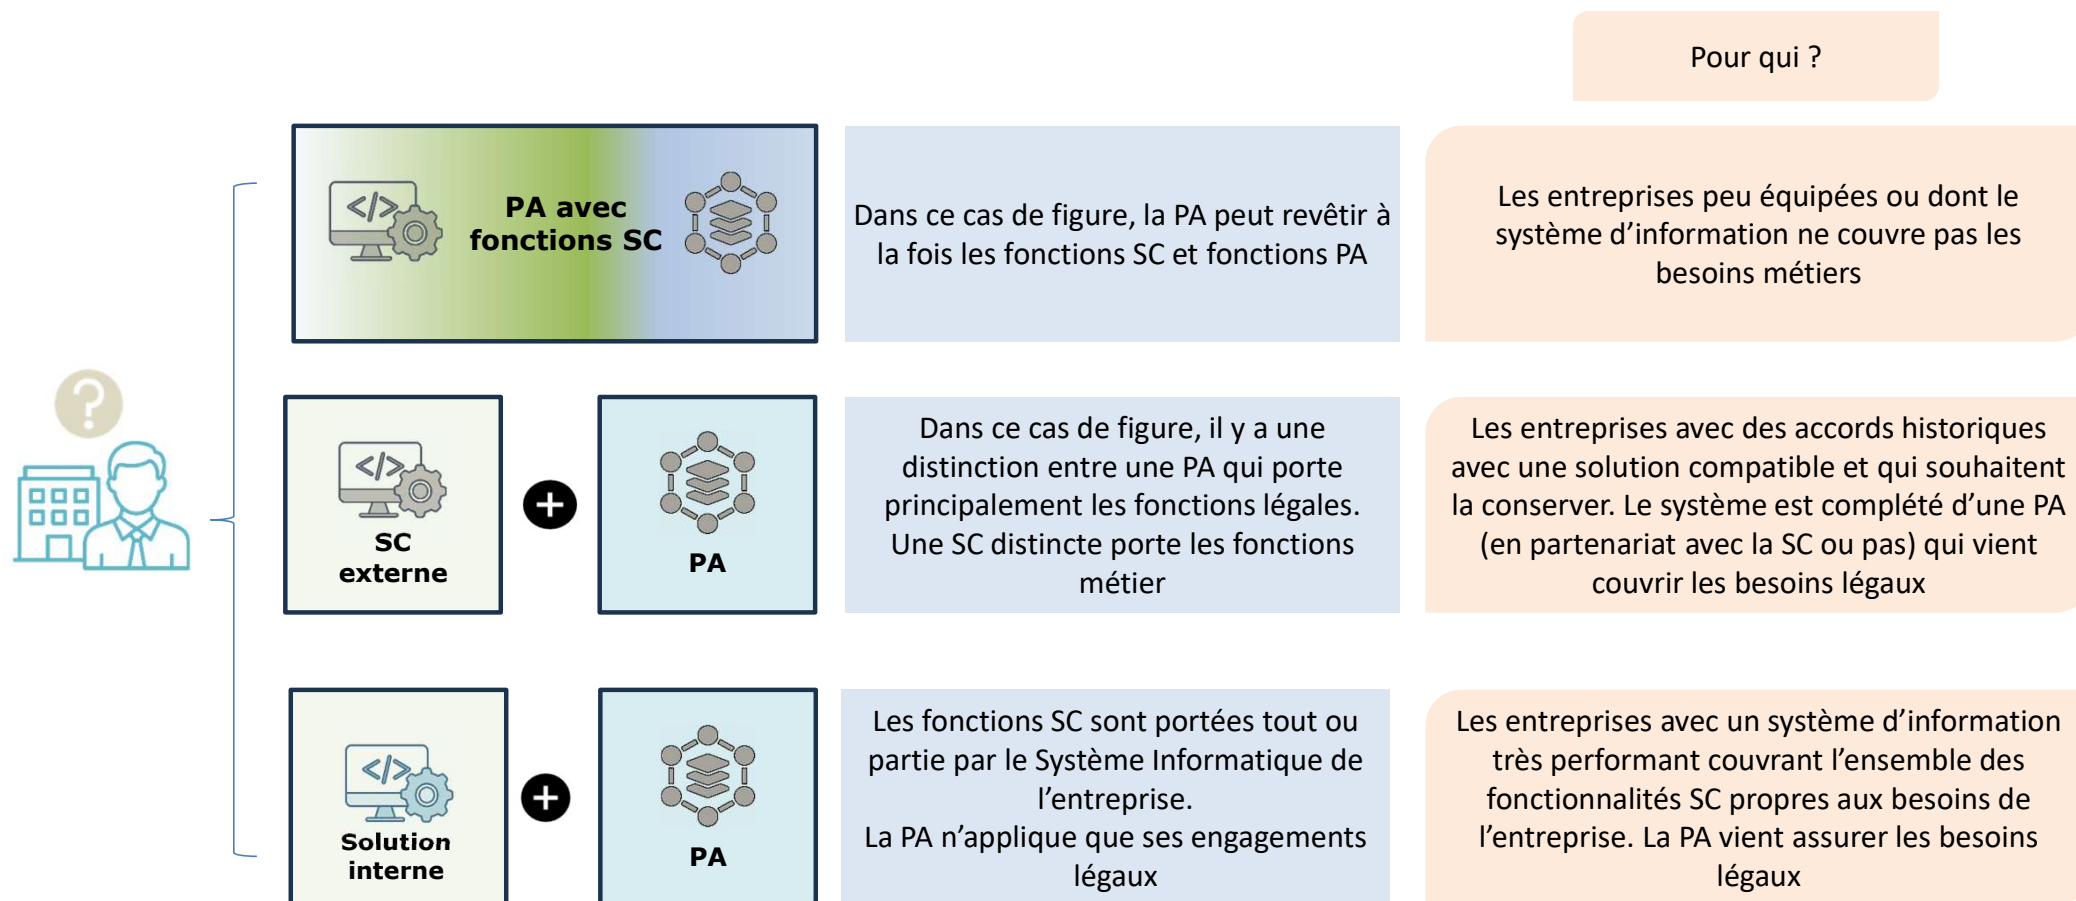 Pour qui ?
</>
PA avec
fonctions SC
Dans ce cas de figure, la PA peut revêtir à
la fois les fonctions SC et fonctions PA
Les entreprises peu équipées ou dont le
système d’information ne couvre pas les
besoins métiers
?
</>
SC
externe
+
PA
Dans ce cas de figure, il y a une
distinction entre une PA qui porte
principalement les fonctions légales.
Une SC distincte porte les fonctions
métier
Les entreprises avec des accords historiques
avec une solution compatible et qui souhaitent
la conserver. Le système est complété d’une PA
(en partenariat avec la SC ou pas) qui vient
couvrir les besoins légaux
</>
Solution
interne
+
PA
Les fonctions SC sont portées tout ou
partie par le Système Informatique de
l’entreprise.
La PA n’applique que ses engagements
légaux
Les entreprises avec un système d’information
très performant couvrant l’ensemble des
fonctionnalités SC propres aux besoins de
l’entreprise. La PA vient assurer les besoins
légaux